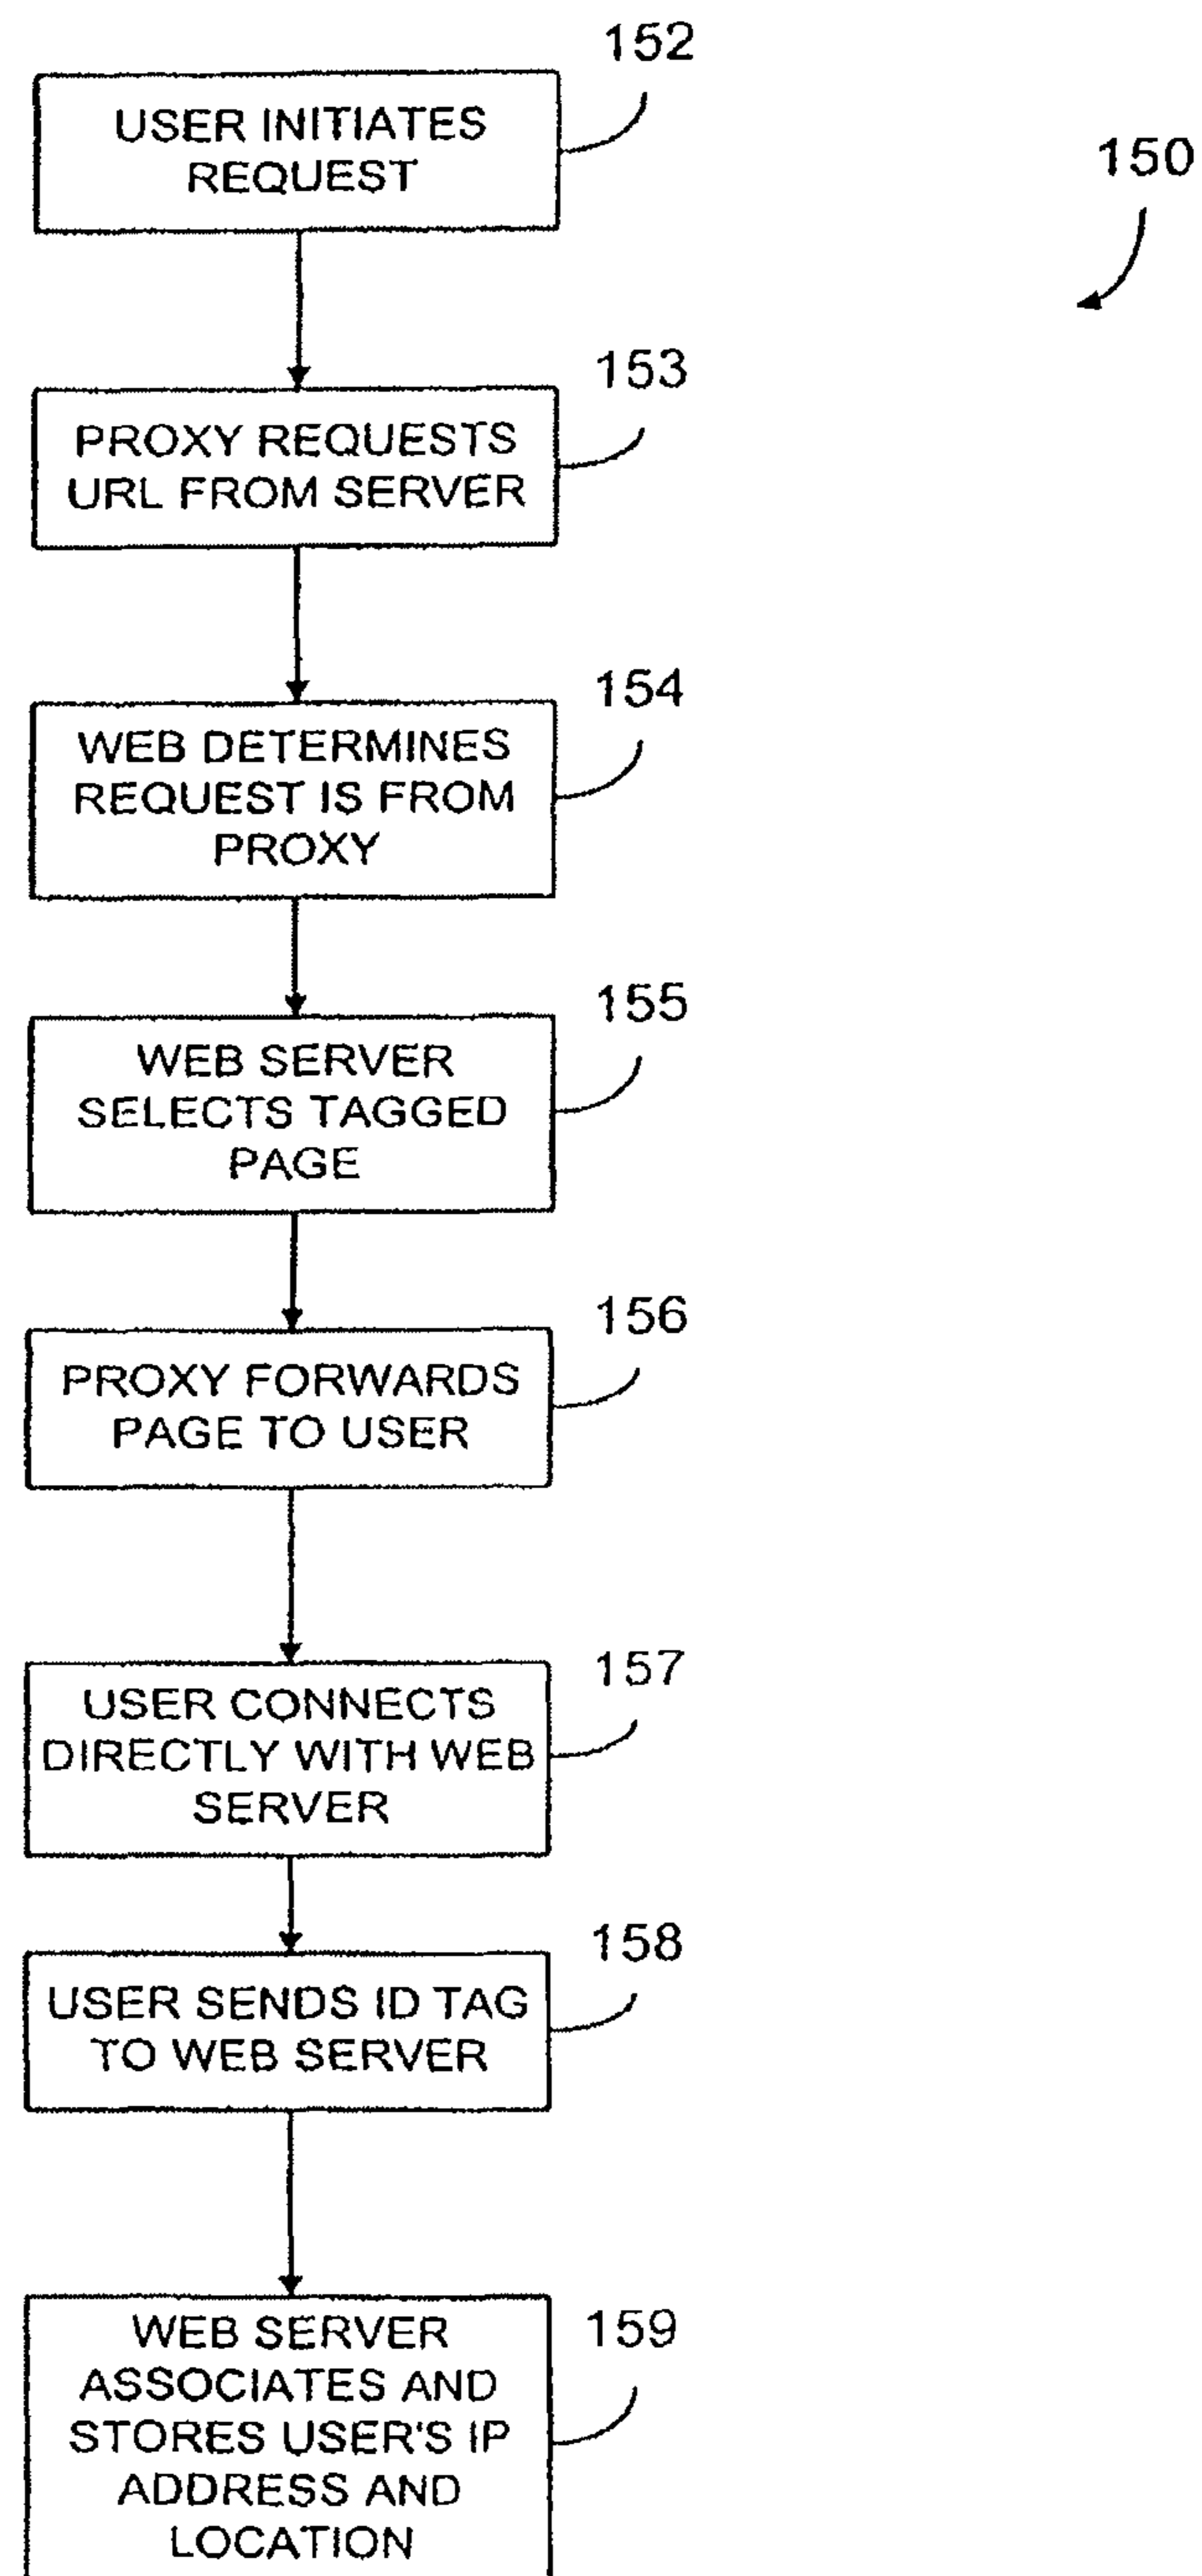 152
USER INITIATES
REQUEST
150
153
PROXY REQUESTS
URL FROM SERVER
154
WEB DETERMINES
REQUEST IS FROM
PROXY
155
WEB SERVER
SELECTS TAGGED
PAGE
156
PROXY FORWARDS
PAGE TO USER
157
USER CONNECTS
DIRECTLY WITH WEB
SERVER
158
USER SENDS ID TAG
TO WEB SERVER
159
WEB SERVER
ASSOCIATES AND
STORES USER'S IP
ADDRESS AND
LOCATION